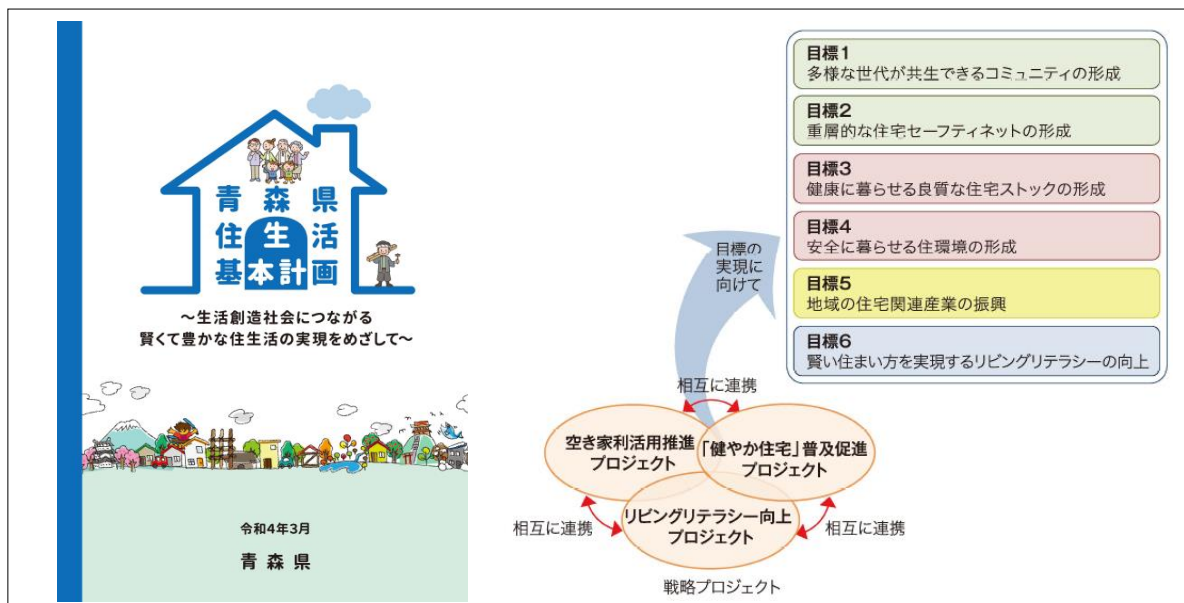 青森県
住生活
基本計画
~生活創造社会につながる
賢くて豊かな住生活の実現をめざして~
令和4年3月
青森県
目標1
多様な世代が共生できるコミュニティの形成
目標2
重層的な住宅セーフティネットの形成
目標3
健康に暮らせる良質な住宅ストックの形成
目標4
安全に暮らせる住環境の形成
目標5
地域の住宅関連産業の振興
目標6
賢い住まい方を実現するリビングリテラシーの向上
目標の
実現に
向けて
相互に連携
空き家利活用推進
プロジェクト
「健やか住宅」普及促進
プロジェクト
相互に連携
リビングリテラシー向上
プロジェクト
相互に連携
戦略プロジェクト